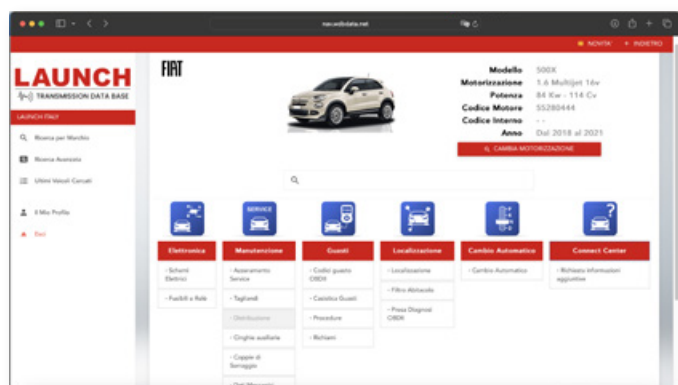 NOVITA'
INDIETRO
LAUNCH
TRANSMISSION DATA BASE
LAUNCH ITALY
Ricerca per Marchio
Ricerca Avanzata
Ultimi Veicoli Cercati
Il Mio Profilo
Esci
FIAT
Modello 500X
Motorizzazione 1.6 Multijet 16v
Potenza 84 Kw - 114 Cv
Codice Motore 55280444
Codice Interno - -
Anno Dal 2018 al 2021
CAMBIA MOTORIZZAZIONE
SERVICE
?
Elettronica
- Schemi Elettrici
- Fusibili e Relè
Manutenzione
- Azzeramento Service
- Tagliandi
- Distribuzione
- Cinghie ausiliarie
- Coppie di Serraggio
Guasti
- Codici guasto OBDII
- Casistica Guasti
- Procedure
- Richiami
Localizzazione
- Localizzazione
- Filtro Abitacolo
- Presa Diagnosi OBDII
Cambio Automatico
- Cambio Automatico
Connect Center
- Richiesta informazioni aggiuntive